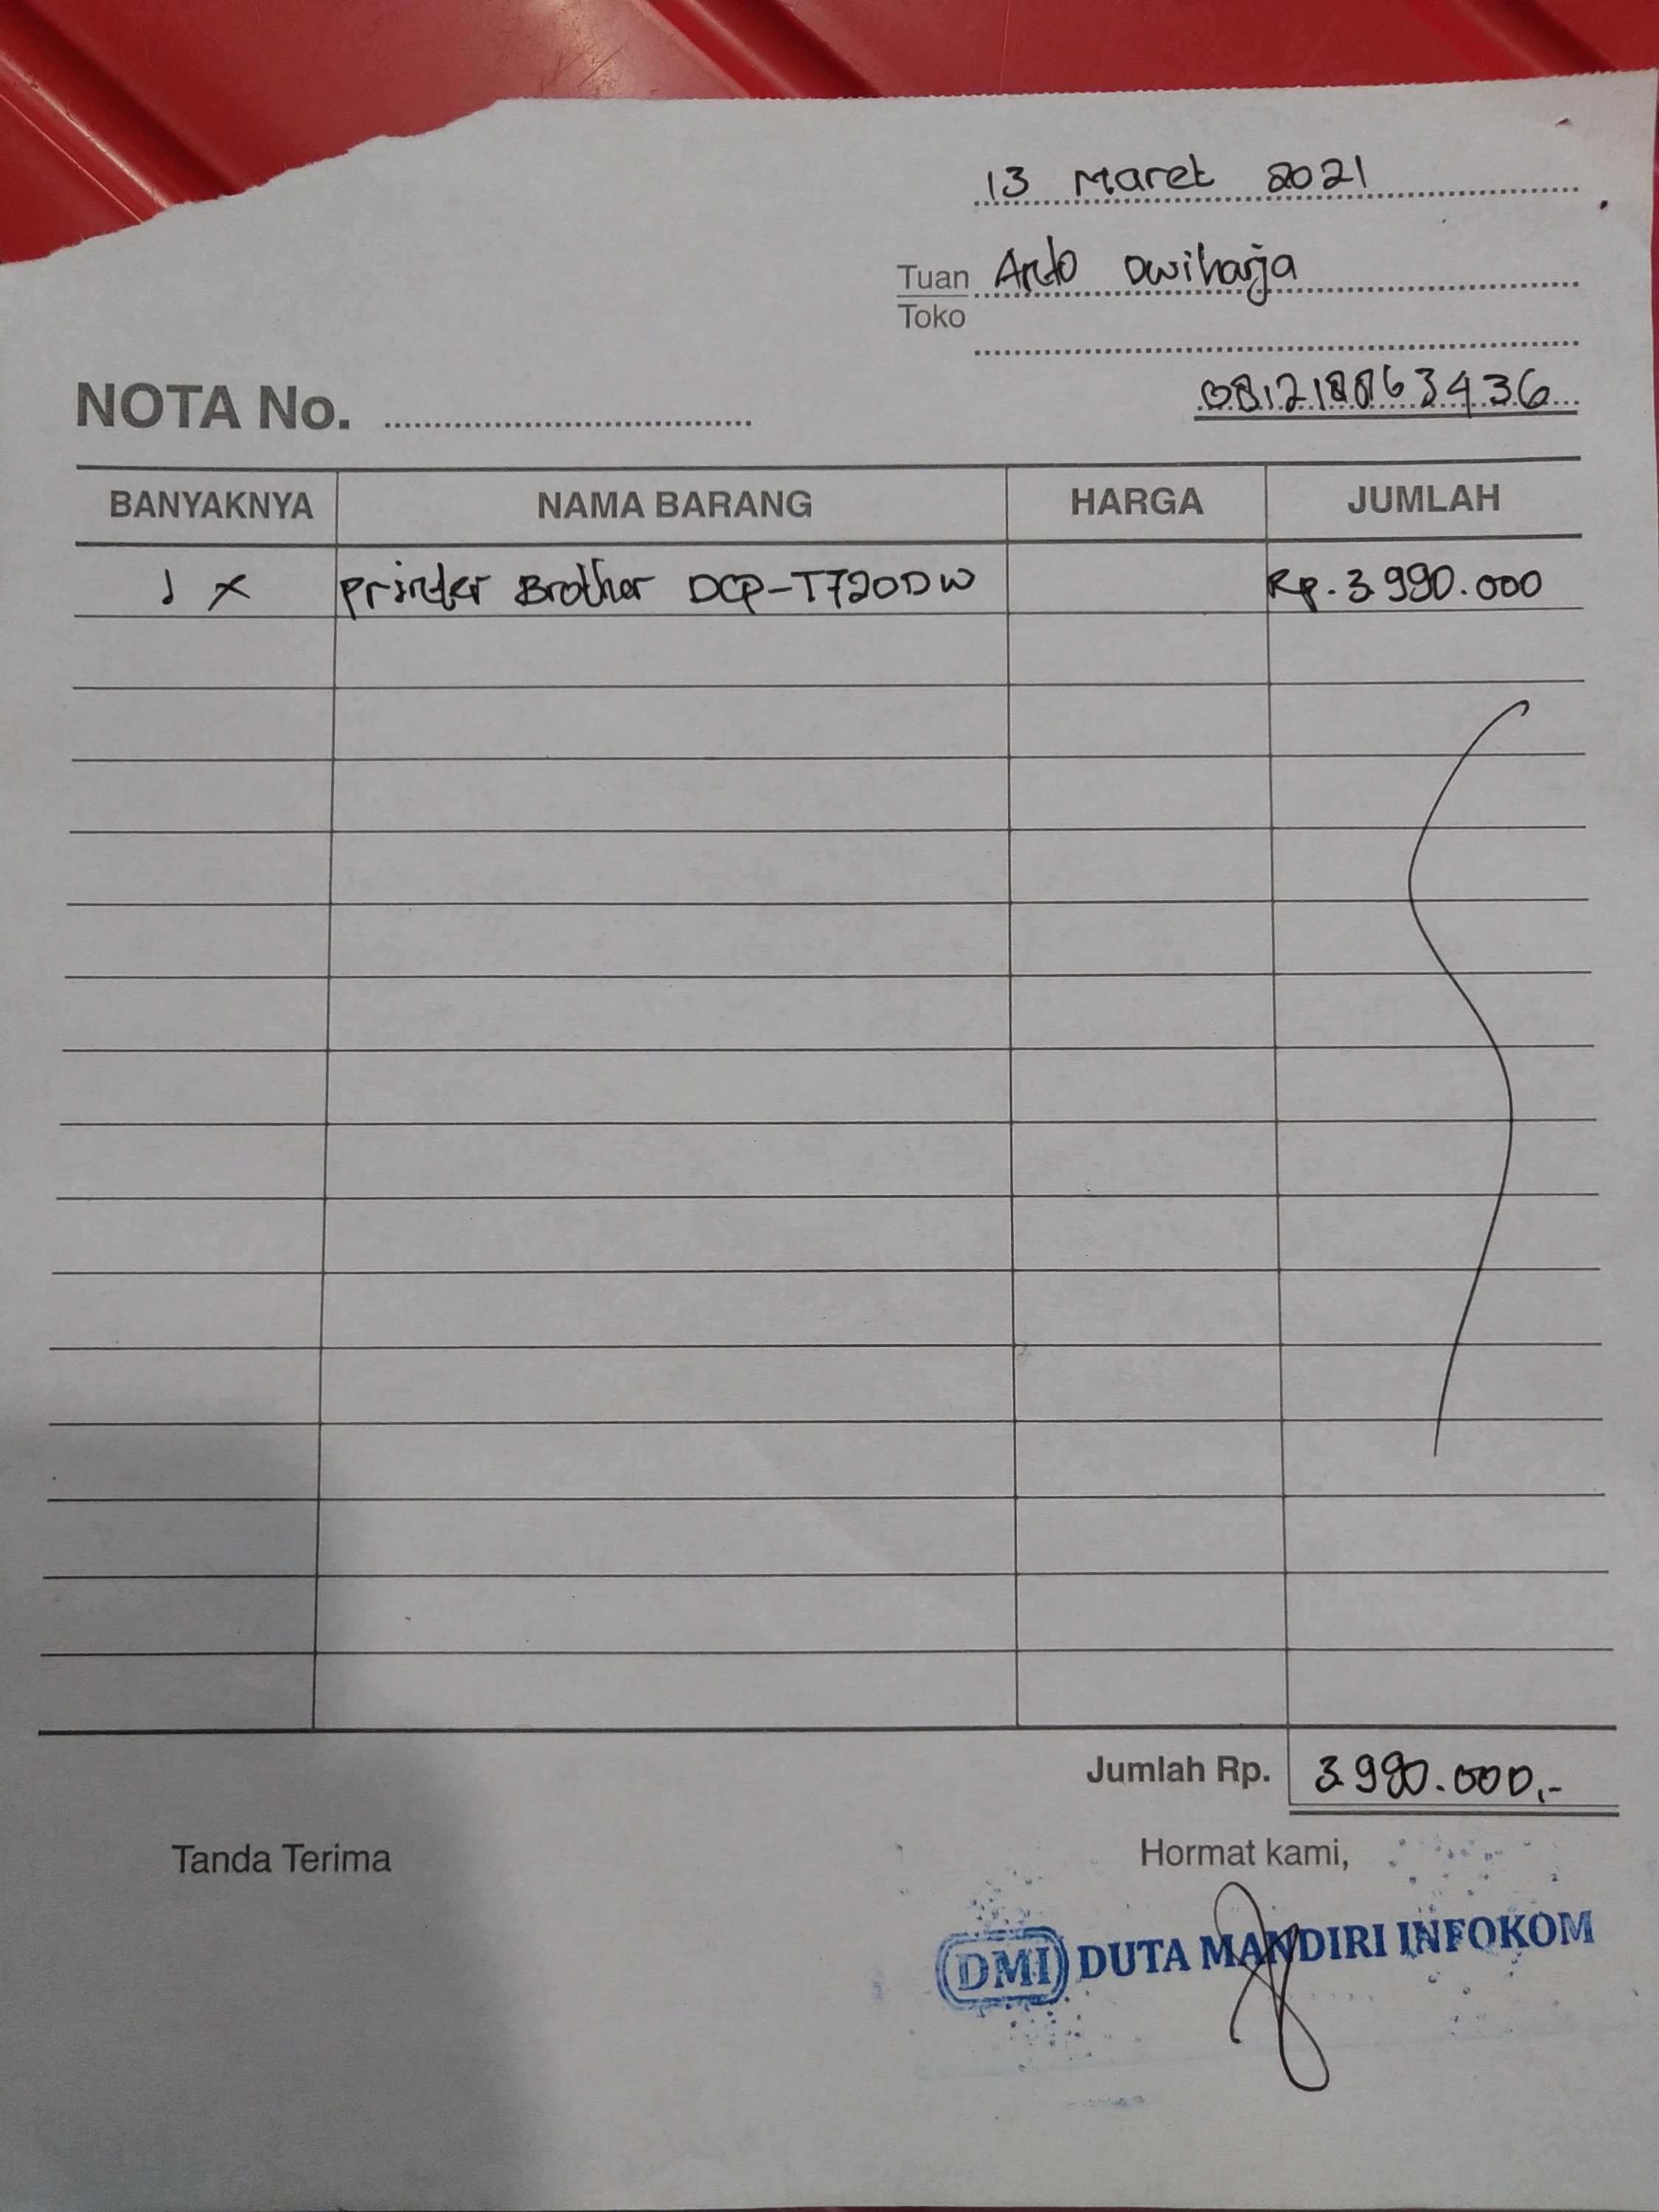 13 Maret 2021
Tuan Ardo Dwiharja
Toko
NOTA No.
BANYAKNYA NAMA BARANG HARGA JUMLAH
1 x Printer Brother DCP-T720DW Rp. 3.990.000
Jumlah Rp. 3.990.000,-
Tanda Terima Hormat kami,
DMI DUTA MANDIRI INFOKOM